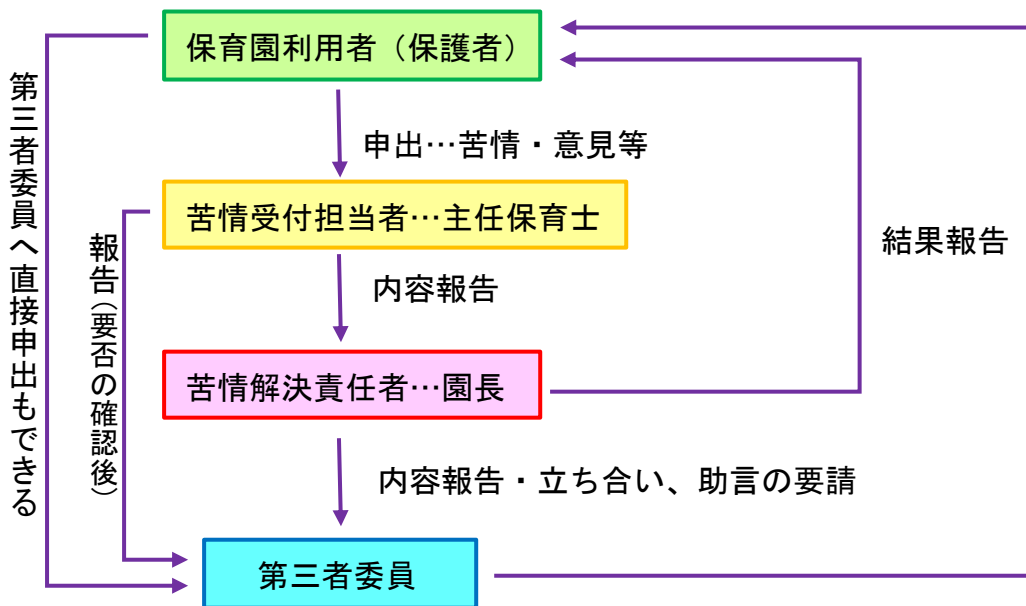 保育園利用者（保護者）
申出…苦情・意見等
苦情受付担当者…主任保育士
内容報告
苦情解決責任者…園長
内容報告・立ち合い、助言の要請
第三者委員
第三者委員へ直接申出もできる
報告（要否の確認後）
結果報告